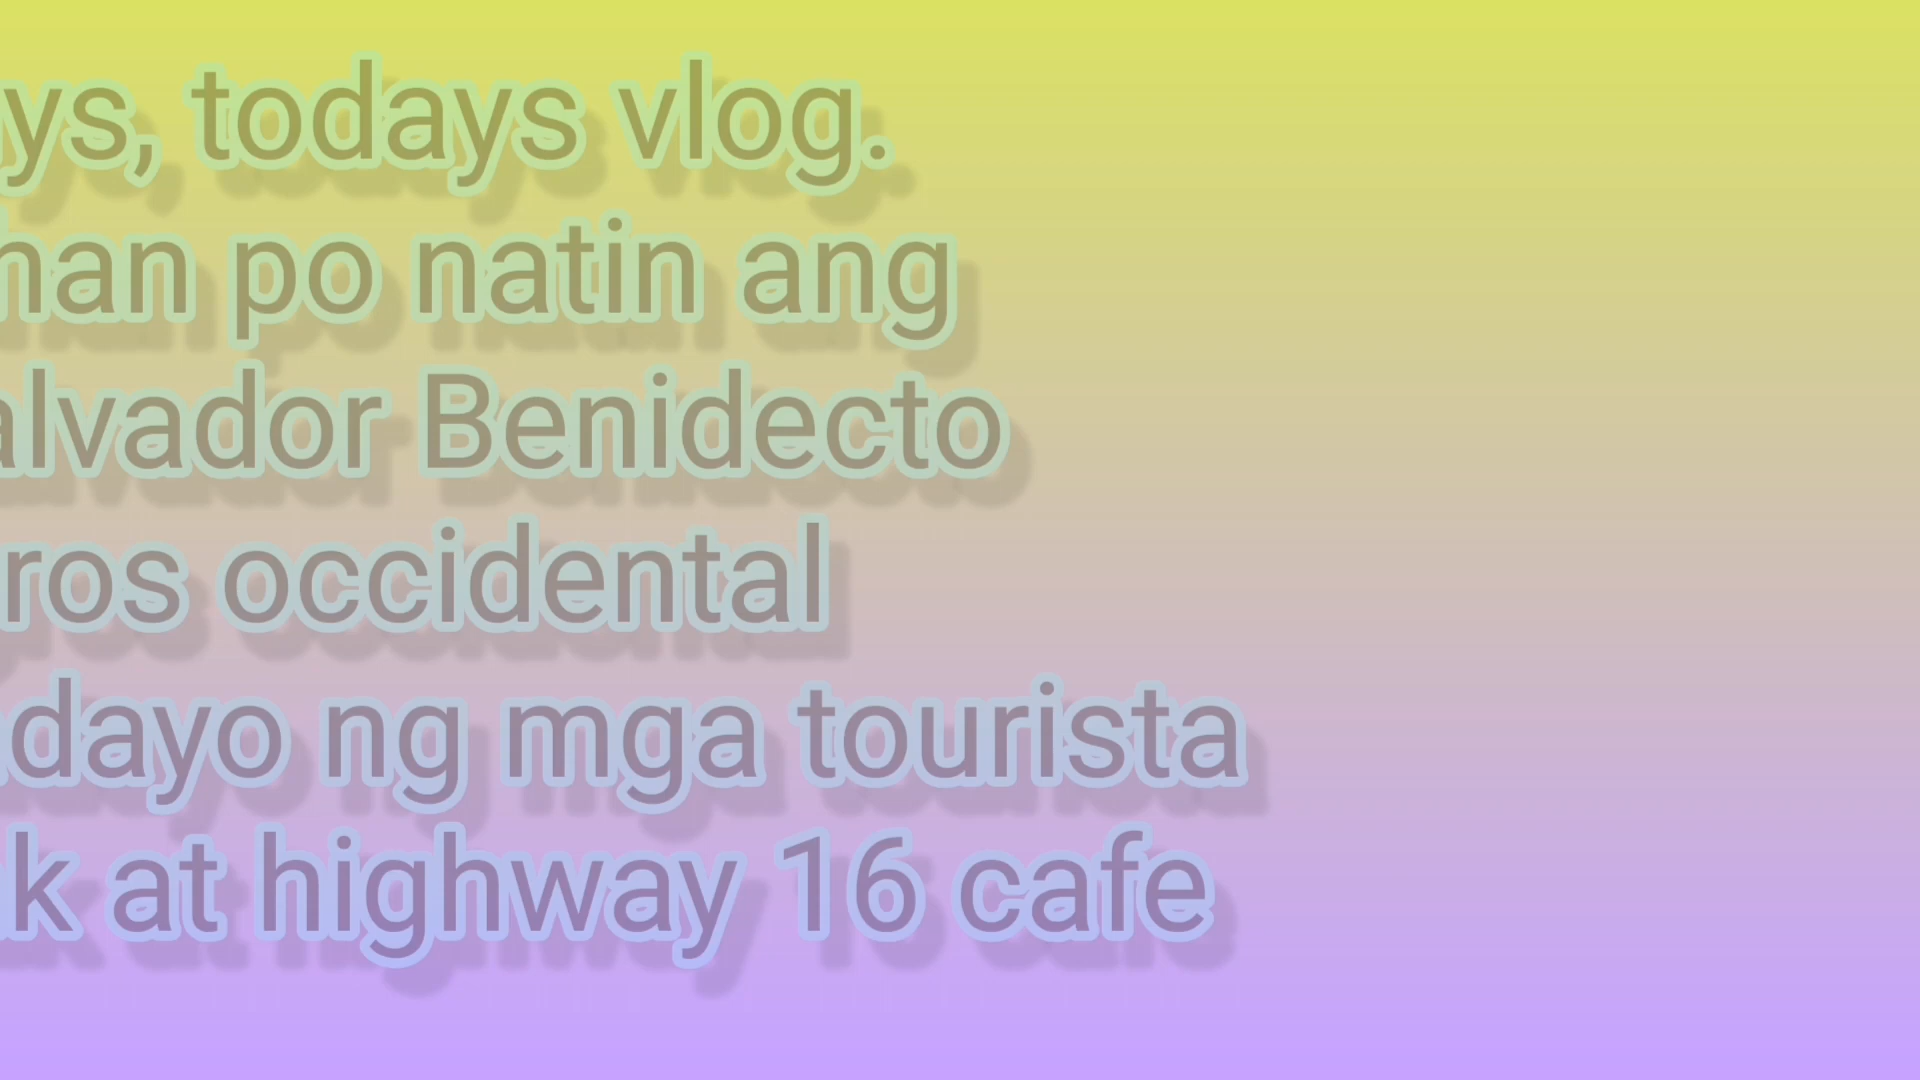 ys, todays vlog.
han po natin ang
alvador Benidecto
ros occidental
dayo ng mga tourista
k at highway 16 cafe